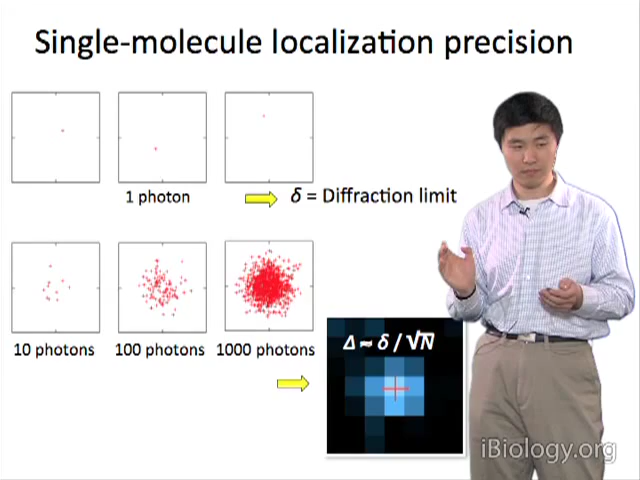 Single-molecule localization precision
1 photon
δ = Diffraction limit
10 photons
100 photons
1000 photons
Δ ≈ δ / √N
iBiology.org